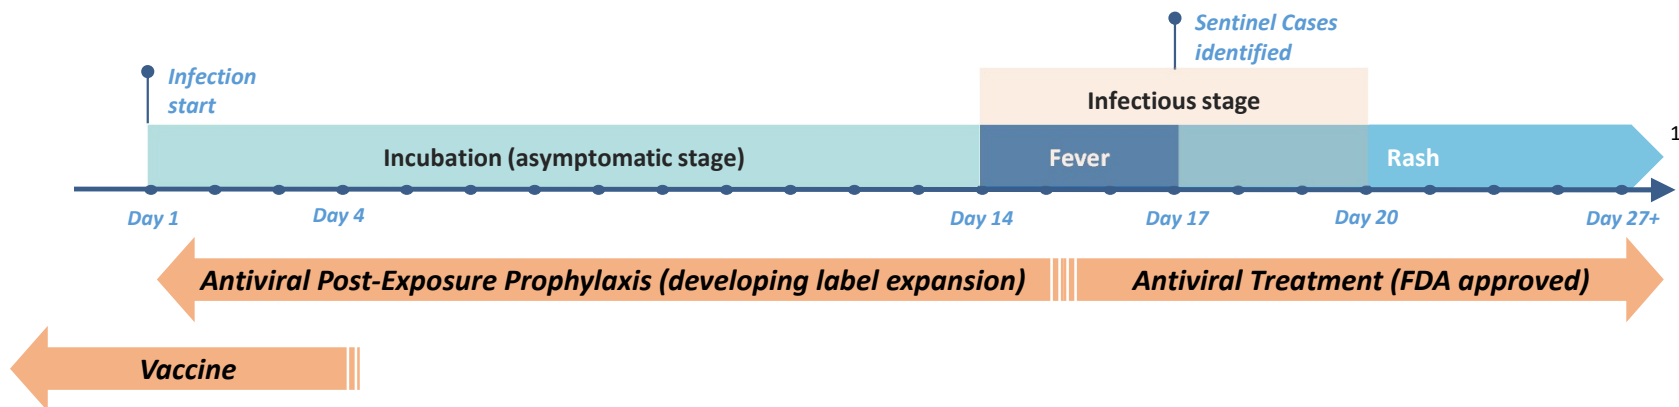 Sentinel Cases
identified
Infection
start
Infectious stage
Incubation (asymptomatic stage)
Fever
Rash
1
Day 1
Day 4
Day 14
Day 17
Day 20
Day 27+
Antiviral Post-Exposure Prophylaxis (developing label expansion)
Antiviral Treatment (FDA approved)
Vaccine